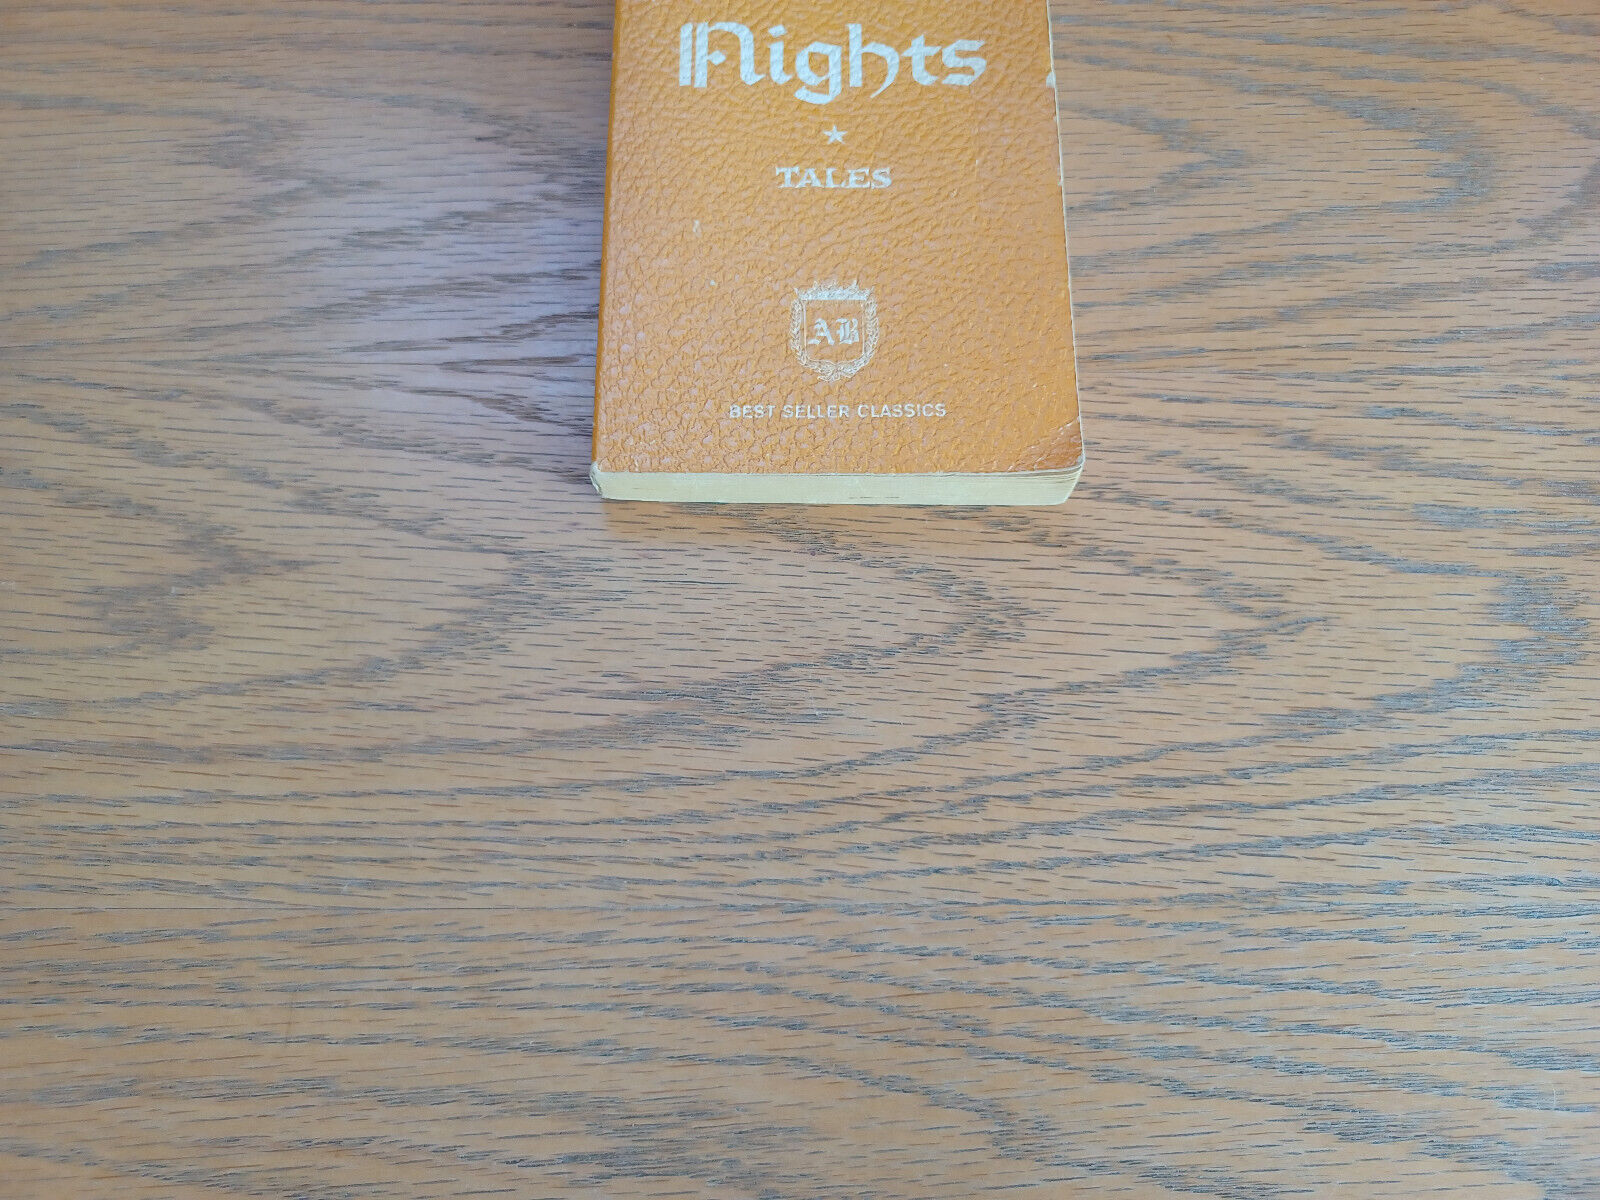 Nights
TALES
AB
BEST SELLER CLASSICS